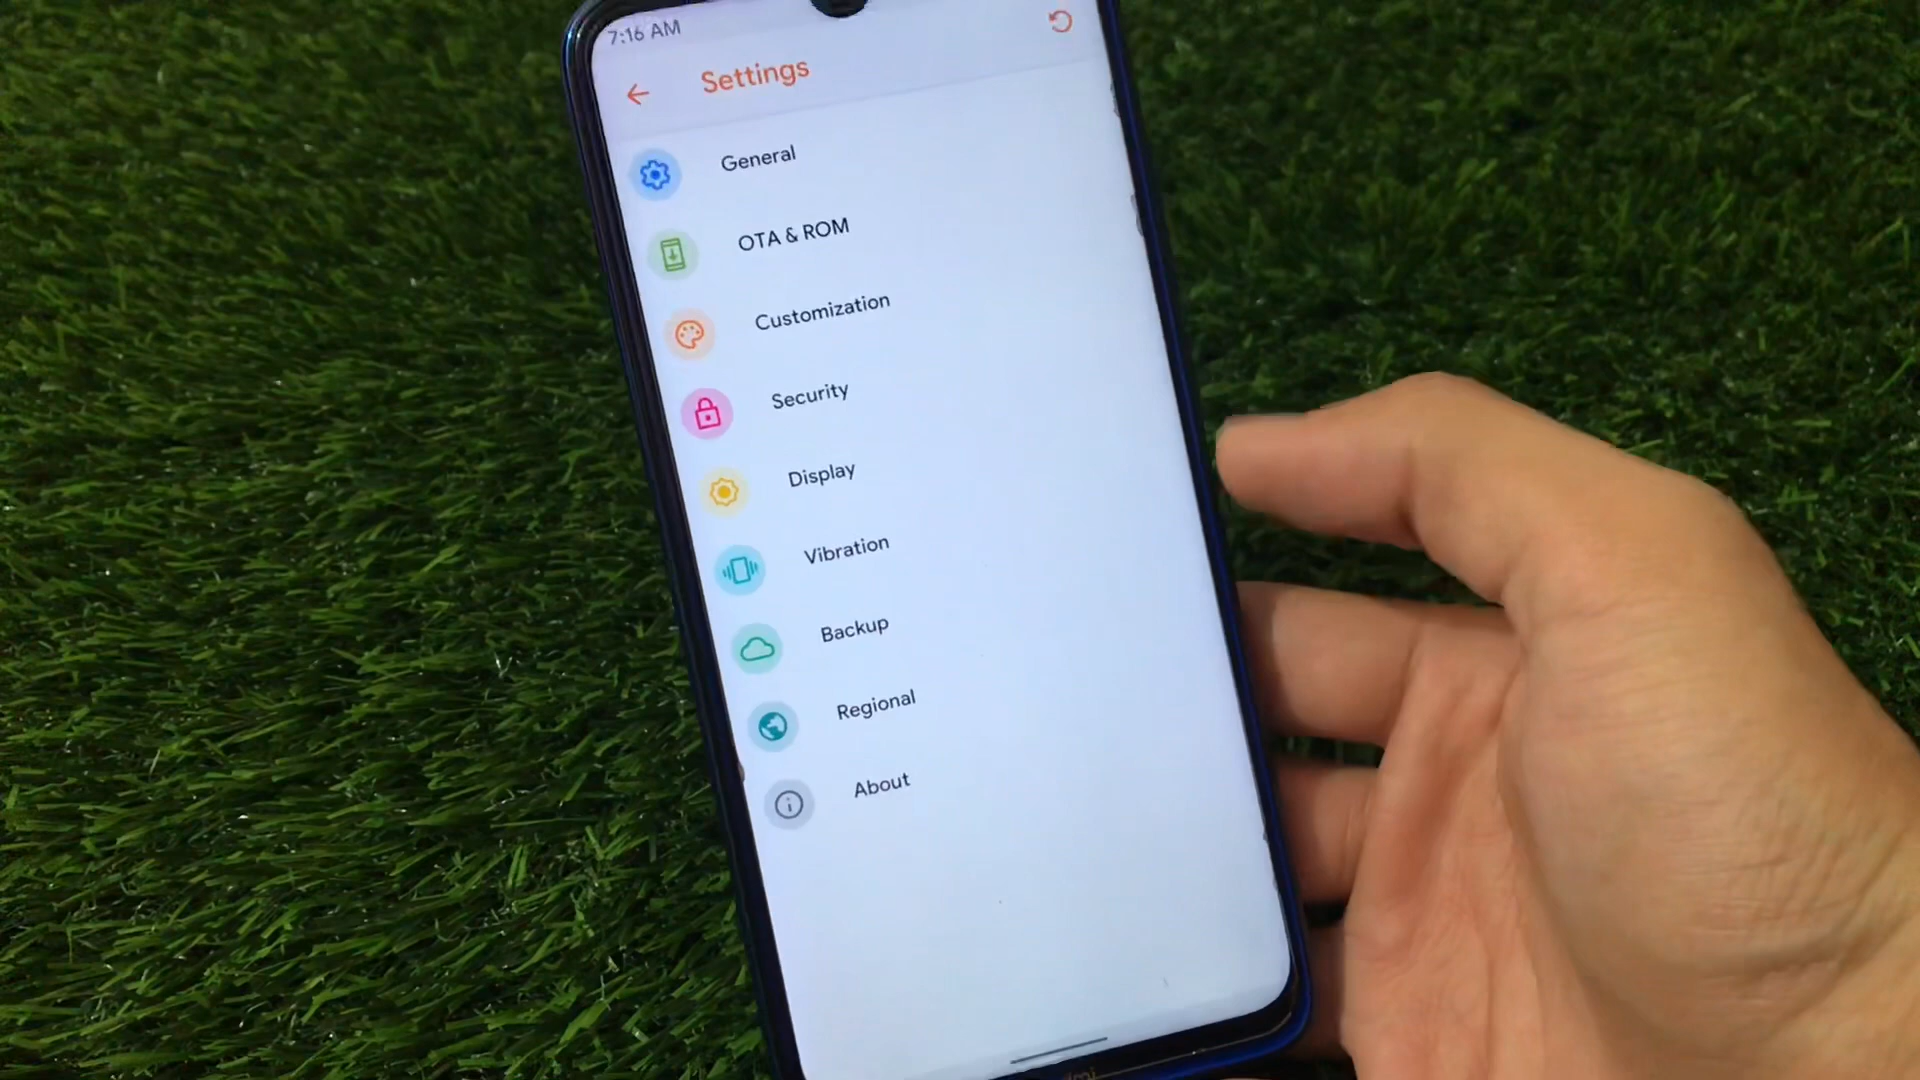 7:16 AM
Settings
General
OTA & ROM
Customization
Security
Display
Vibration
Backup
Regional
About